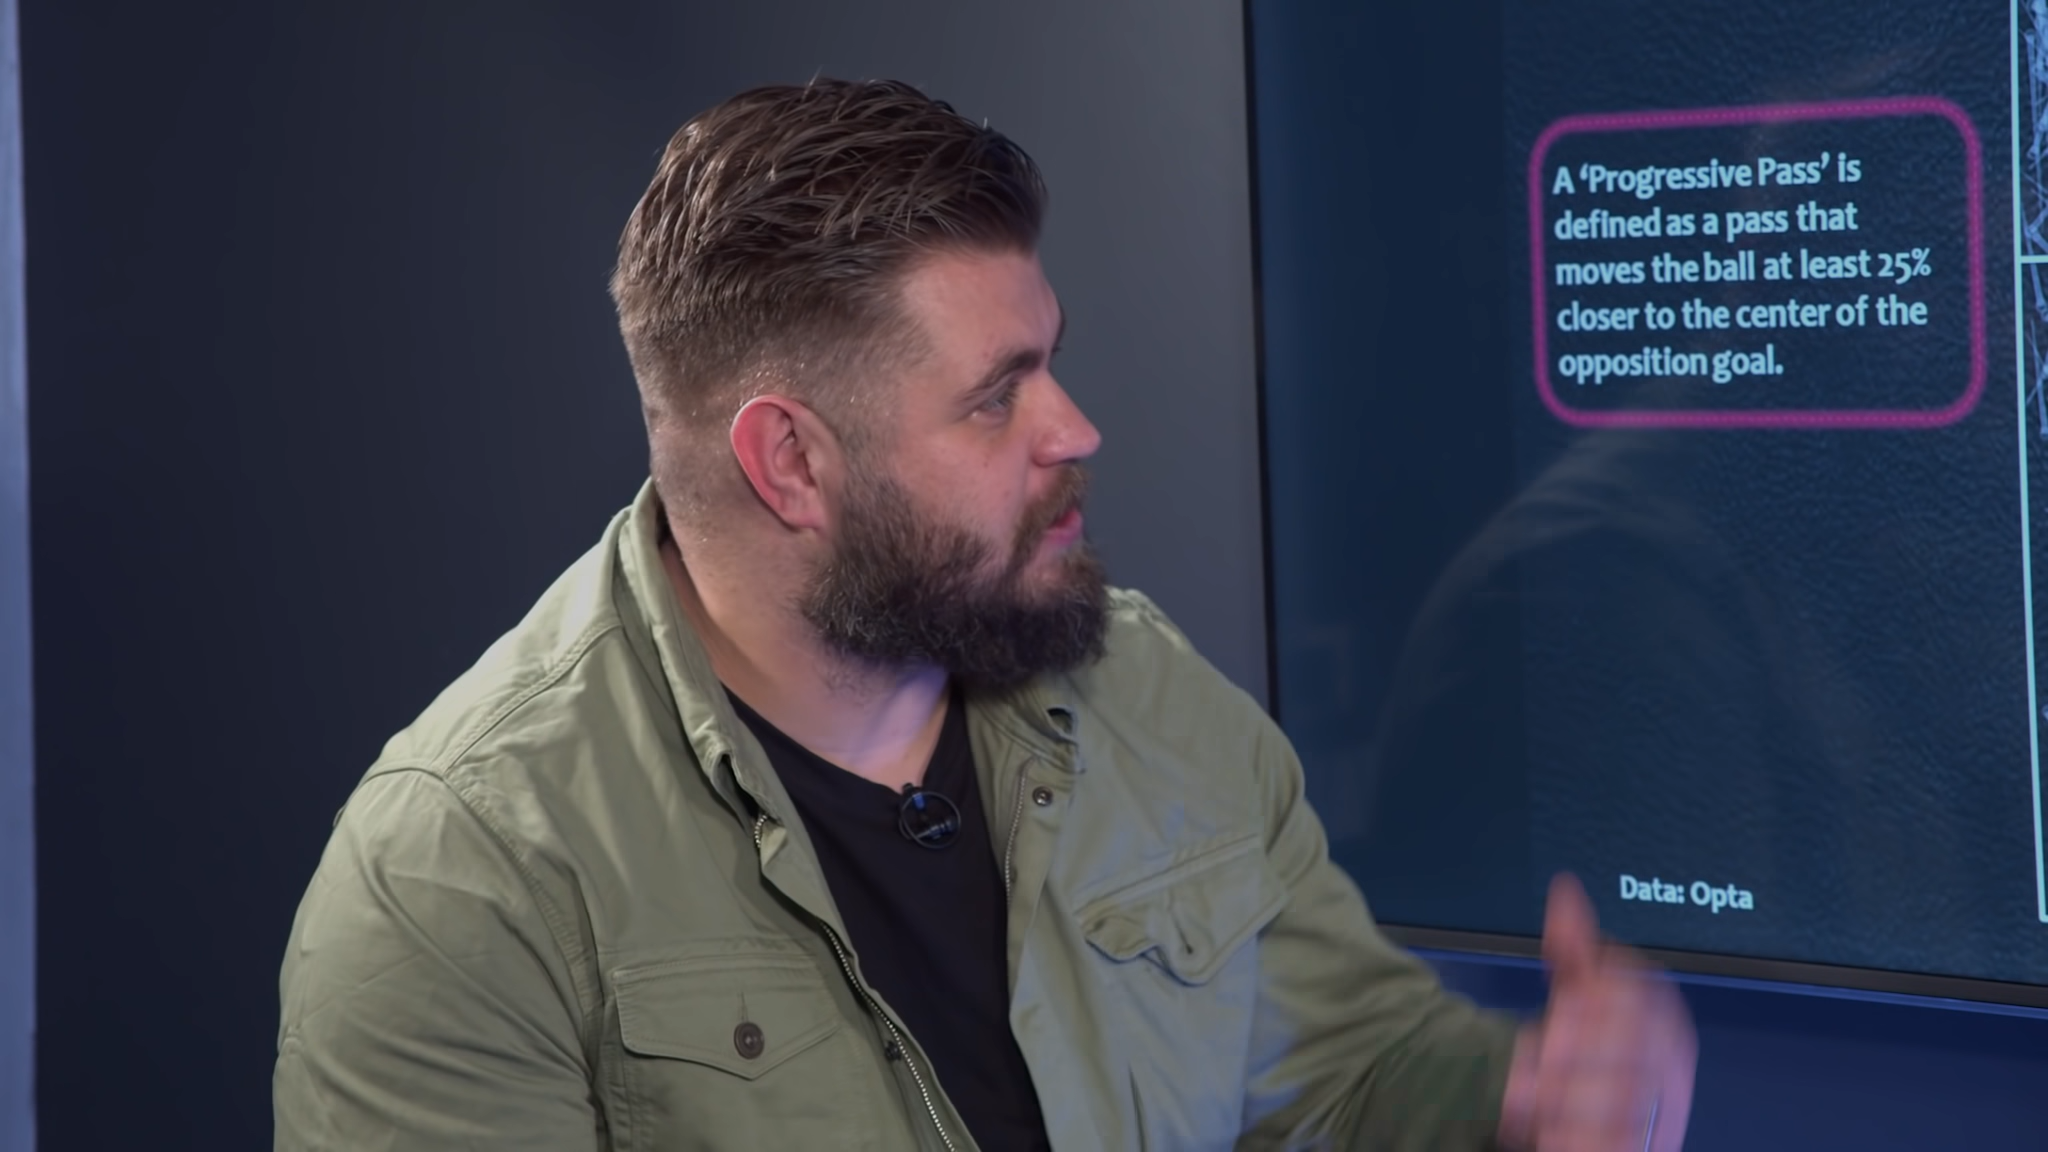 A ‘Progressive Pass’ is
defined as a pass that
moves the ball at least 25%
closer to the center of the
opposition goal.
Data: Opta